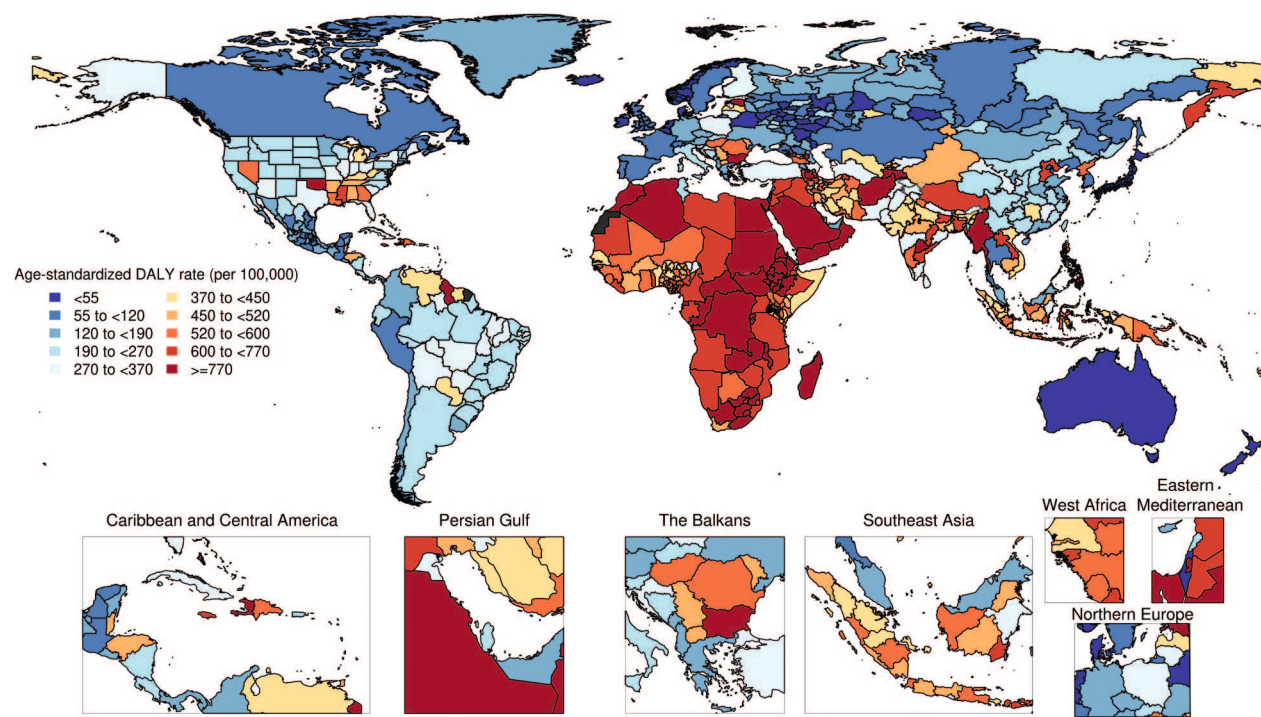 Age-standardized DALY rate (per 100,000)
<55
55 to <120
120 to <190
190 to <270
270 to <370
370 to <450
450 to <520
520 to <600
600 to <770
>=770
Caribbean and Central America
Persian Gulf
The Balkans
Southeast Asia
West Africa
Eastern
Mediterranean
Northern Europe